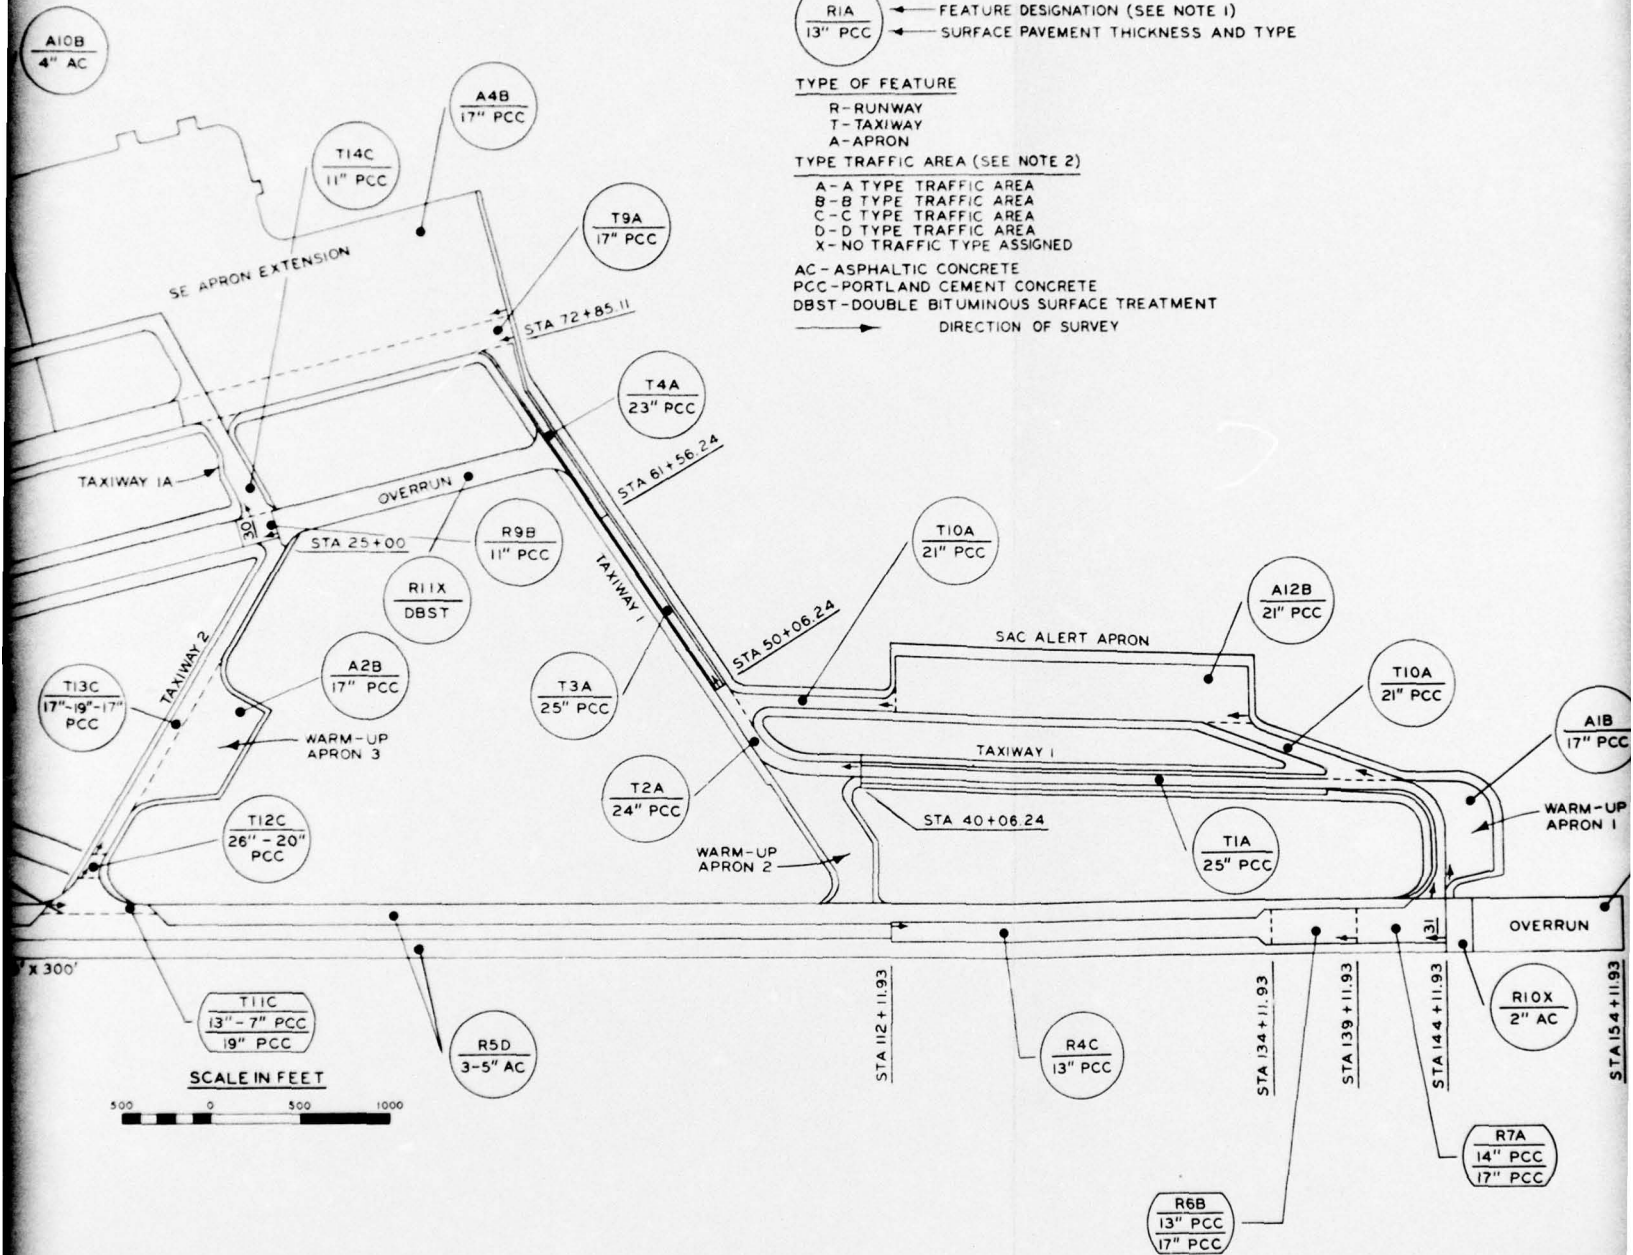 R1A
13" PCC
FEATURE DESIGNATION (SEE NOTE 1)
SURFACE PAVEMENT THICKNESS AND TYPE
TYPE OF FEATURE
R-RUNWAY
T-TAXIWAY
A-APRON
TYPE TRAFFIC AREA (SEE NOTE 2)
A-A TYPE TRAFFIC AREA
B-B TYPE TRAFFIC AREA
C-C TYPE TRAFFIC AREA
D-D TYPE TRAFFIC AREA
X-NO TRAFFIC TYPE ASSIGNED
AC-ASPHALTIC CONCRETE
PCC-PORTLAND CEMENT CONCRETE
DBST-DOUBLE BITUMINOUS SURFACE TREATMENT
DIRECTION OF SURVEY
A10B
4" AC
A4B
17" PCC
T14C
11" PCC
T9A
17" PCC
SE APRON EXTENSION
STA 72+85.11
T4A
23" PCC
STA 61+56.24
TAXIWAY 1A
OVERRUN
30
STA 25+00
R9B
11" PCC
R11X
DBST
TAXIWAY 1
T10A
21" PCC
A12B
21" PCC
STA 50+06.24
SAC ALERT APRON
TAXIWAY 2
A2B
17" PCC
T13C
17"-19"-17"
PCC
T3A
25" PCC
T10A
21" PCC
A1B
17" PCC
WARM-UP
APRON 3
TAXIWAY 1
T2A
24" PCC
STA 40+06.24
T12C
26"-20"
PCC
WARM-UP
APRON 2
T1A
25" PCC
WARM-UP
APRON 1
31
OVERRUN
' X 300'
T11C
13"-7" PCC
19" PCC
R5D
3-5" AC
STA 112+11.93
R4C
13" PCC
STA 134+11.93
STA 139+11.93
STA 144+11.93
R10X
2" AC
STA 154+11.93
SCALE IN FEET
500 0 500 1000
R7A
14" PCC
17" PCC
R6B
13" PCC
17" PCC